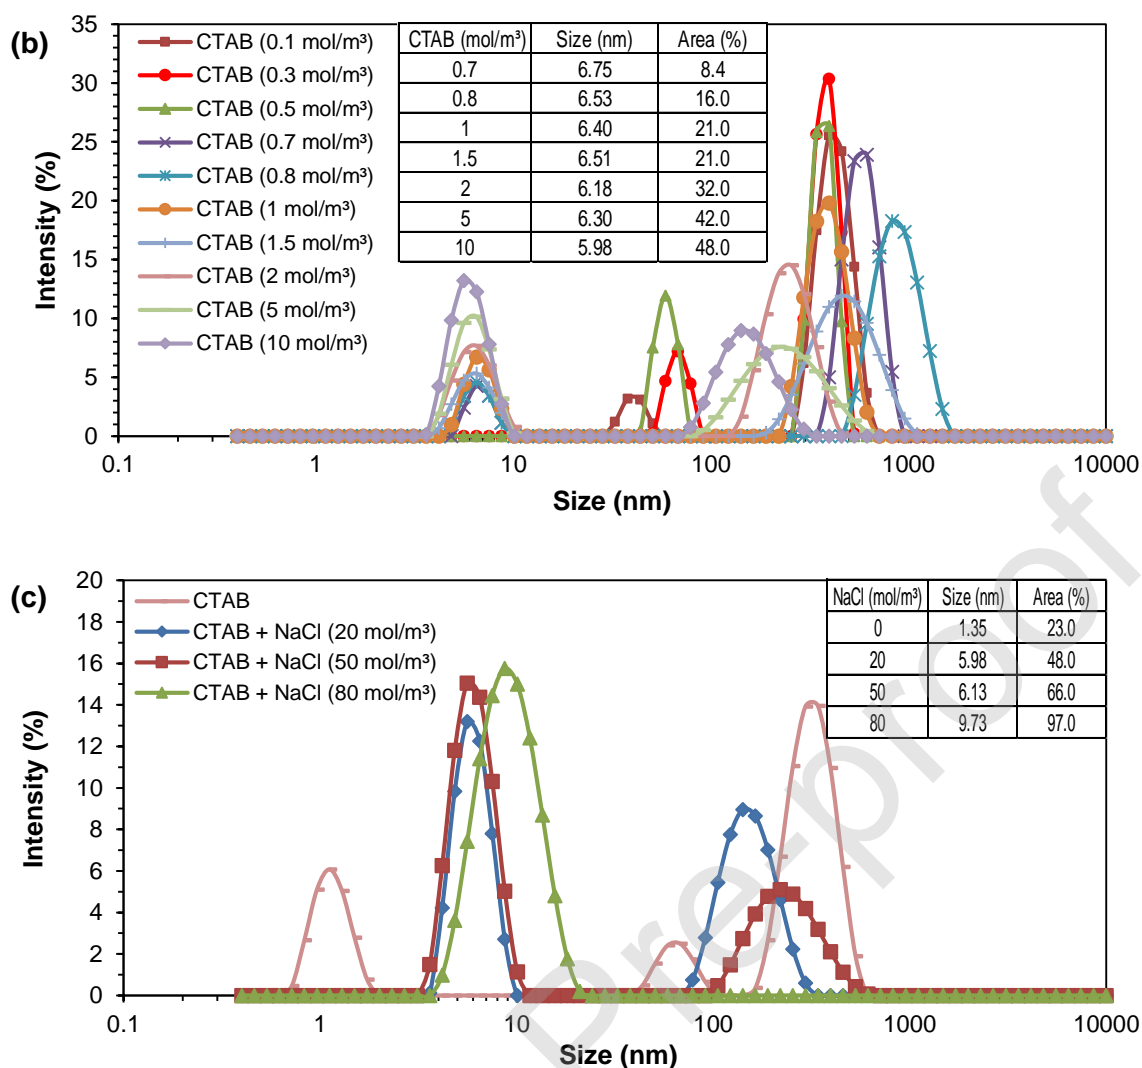 (b)
35
30
25
20
15
10
5
0
Intensity (%)
CTAB (0.1 mol/m³)
CTAB (0.3 mol/m³)
CTAB (0.5 mol/m³)
CTAB (0.7 mol/m³)
CTAB (0.8 mol/m³)
CTAB (1 mol/m³)
CTAB (1.5 mol/m³)
CTAB (2 mol/m³)
CTAB (5 mol/m³)
CTAB (10 mol/m³)
CTAB (mol/m³) Size (nm) Area (%)
0.7 6.75 8.4
0.8 6.53 16.0
1 6.40 21.0
1.5 6.51 21.0
2 6.18 32.0
5 6.30 42.0
10 5.98 48.0
0.1 1 10 100 1000 10000
Size (nm)
(c)
20
18
16
14
12
10
8
6
4
2
0
Intensity (%)
CTAB
CTAB + NaCl (20 mol/m³)
CTAB + NaCl (50 mol/m³)
CTAB + NaCl (80 mol/m³)
NaCl (mol/m³) Size (nm) Area (%)
0 1.35 23.0
20 5.98 48.0
50 6.13 66.0
80 9.73 97.0
0.1 1 10 100 1000 10000
Size (nm)
Pre-proof